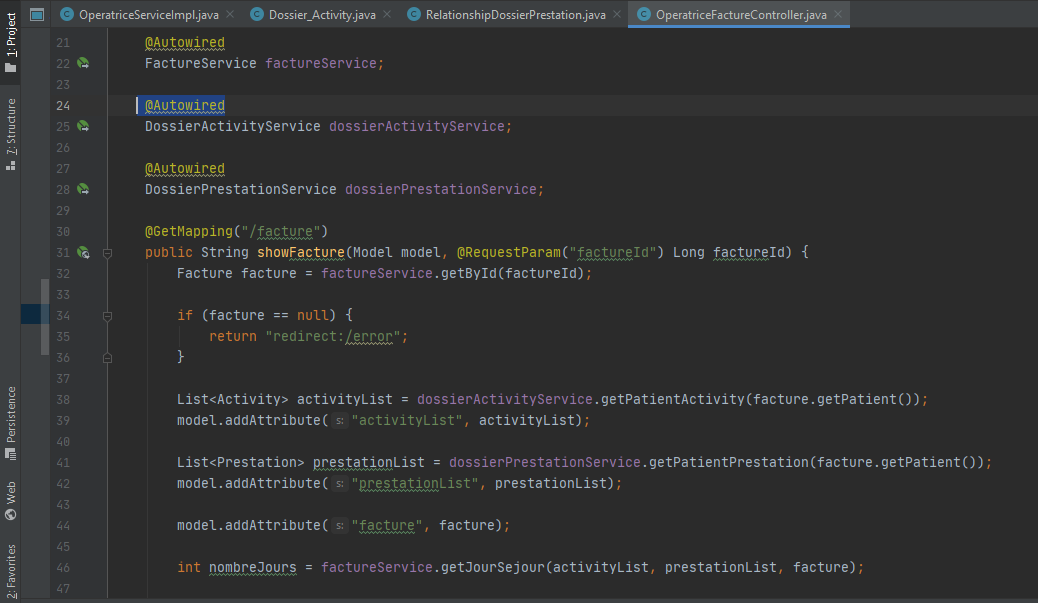 OperatriceServiceImpl.java × Dossier_Activity.java × RelationshipDossierPrestation.java × OperatriceFactureController.java ×
1: Project
7: Structure
Persistence
Web
2: Favorites
21 @Autowired
22 FactureService factureService;
23
24 @Autowired
25 DossierActivityService dossierActivityService;
26
27 @Autowired
28 DossierPrestationService dossierPrestationService;
29
30 @GetMapping("/facture")
31 public String showFacture(Model model, @RequestParam("factureId") Long factureId) {
32 Facture facture = factureService.getById(factureId);
33
34 if (facture == null) {
35 return "redirect:/error";
36 }
37
38 List<Activity> activityList = dossierActivityService.getPatientActivity(facture.getPatient());
39 model.addAttribute( s: "activityList", activityList);
40
41 List<Prestation> prestationList = dossierPrestationService.getPatientPrestation(facture.getPatient());
42 model.addAttribute( s: "prestationList", prestationList);
43
44 model.addAttribute( s: "facture", facture);
45
46 int nombreJours = factureService.getJourSejour(activityList, prestationList, facture);
47